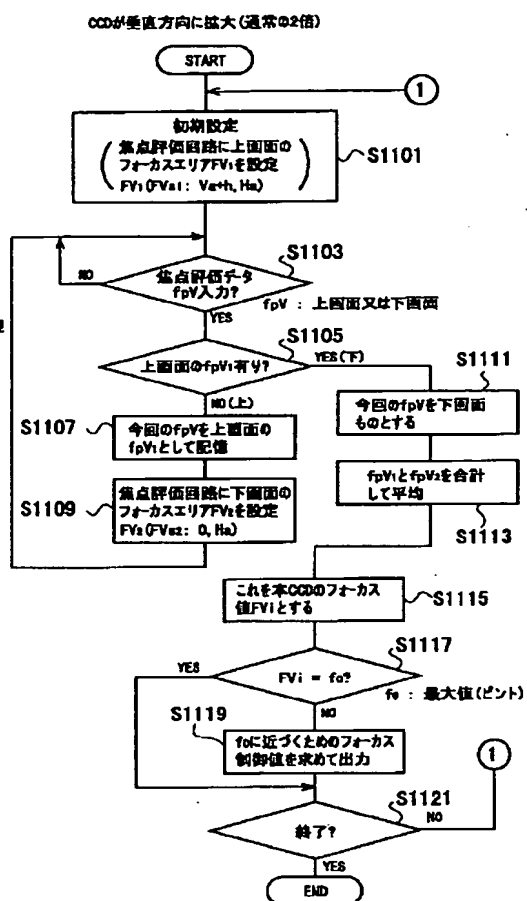 CCDが垂直方向に拡大(通常の2倍)
START
1
初期設定
焦点評価回路に上画面の
フォーカスエリアFV₁を設定
FV₁(FVa1: Va+h, Ha)
S1101
S1103
NO
焦点評価データ
fpV入力?
fpV : 上画面又は下画面
YES
S1105
上画面のfpV₁有り?
YES(下)
S1111
NO(上)
今回のfpVを下画面
ものとする
S1107
今回のfpVを上画面の
fpV₁として記憶
S1109
焦点評価回路に下画面の
フォーカスエリアFV₂を設定
FV₂(FVa2: 0, Ha)
fpV₁とfpV₂を合計
して平均
S1113
これを本CCDのフォーカス
値FViとする
S1115
S1117
YES
FVi = fo?
fo : 最大値(ピント)
NO
S1119
foに近づくためのフォーカス
制御値を求めて出力
1
S1121
終了?
NO
YES
END